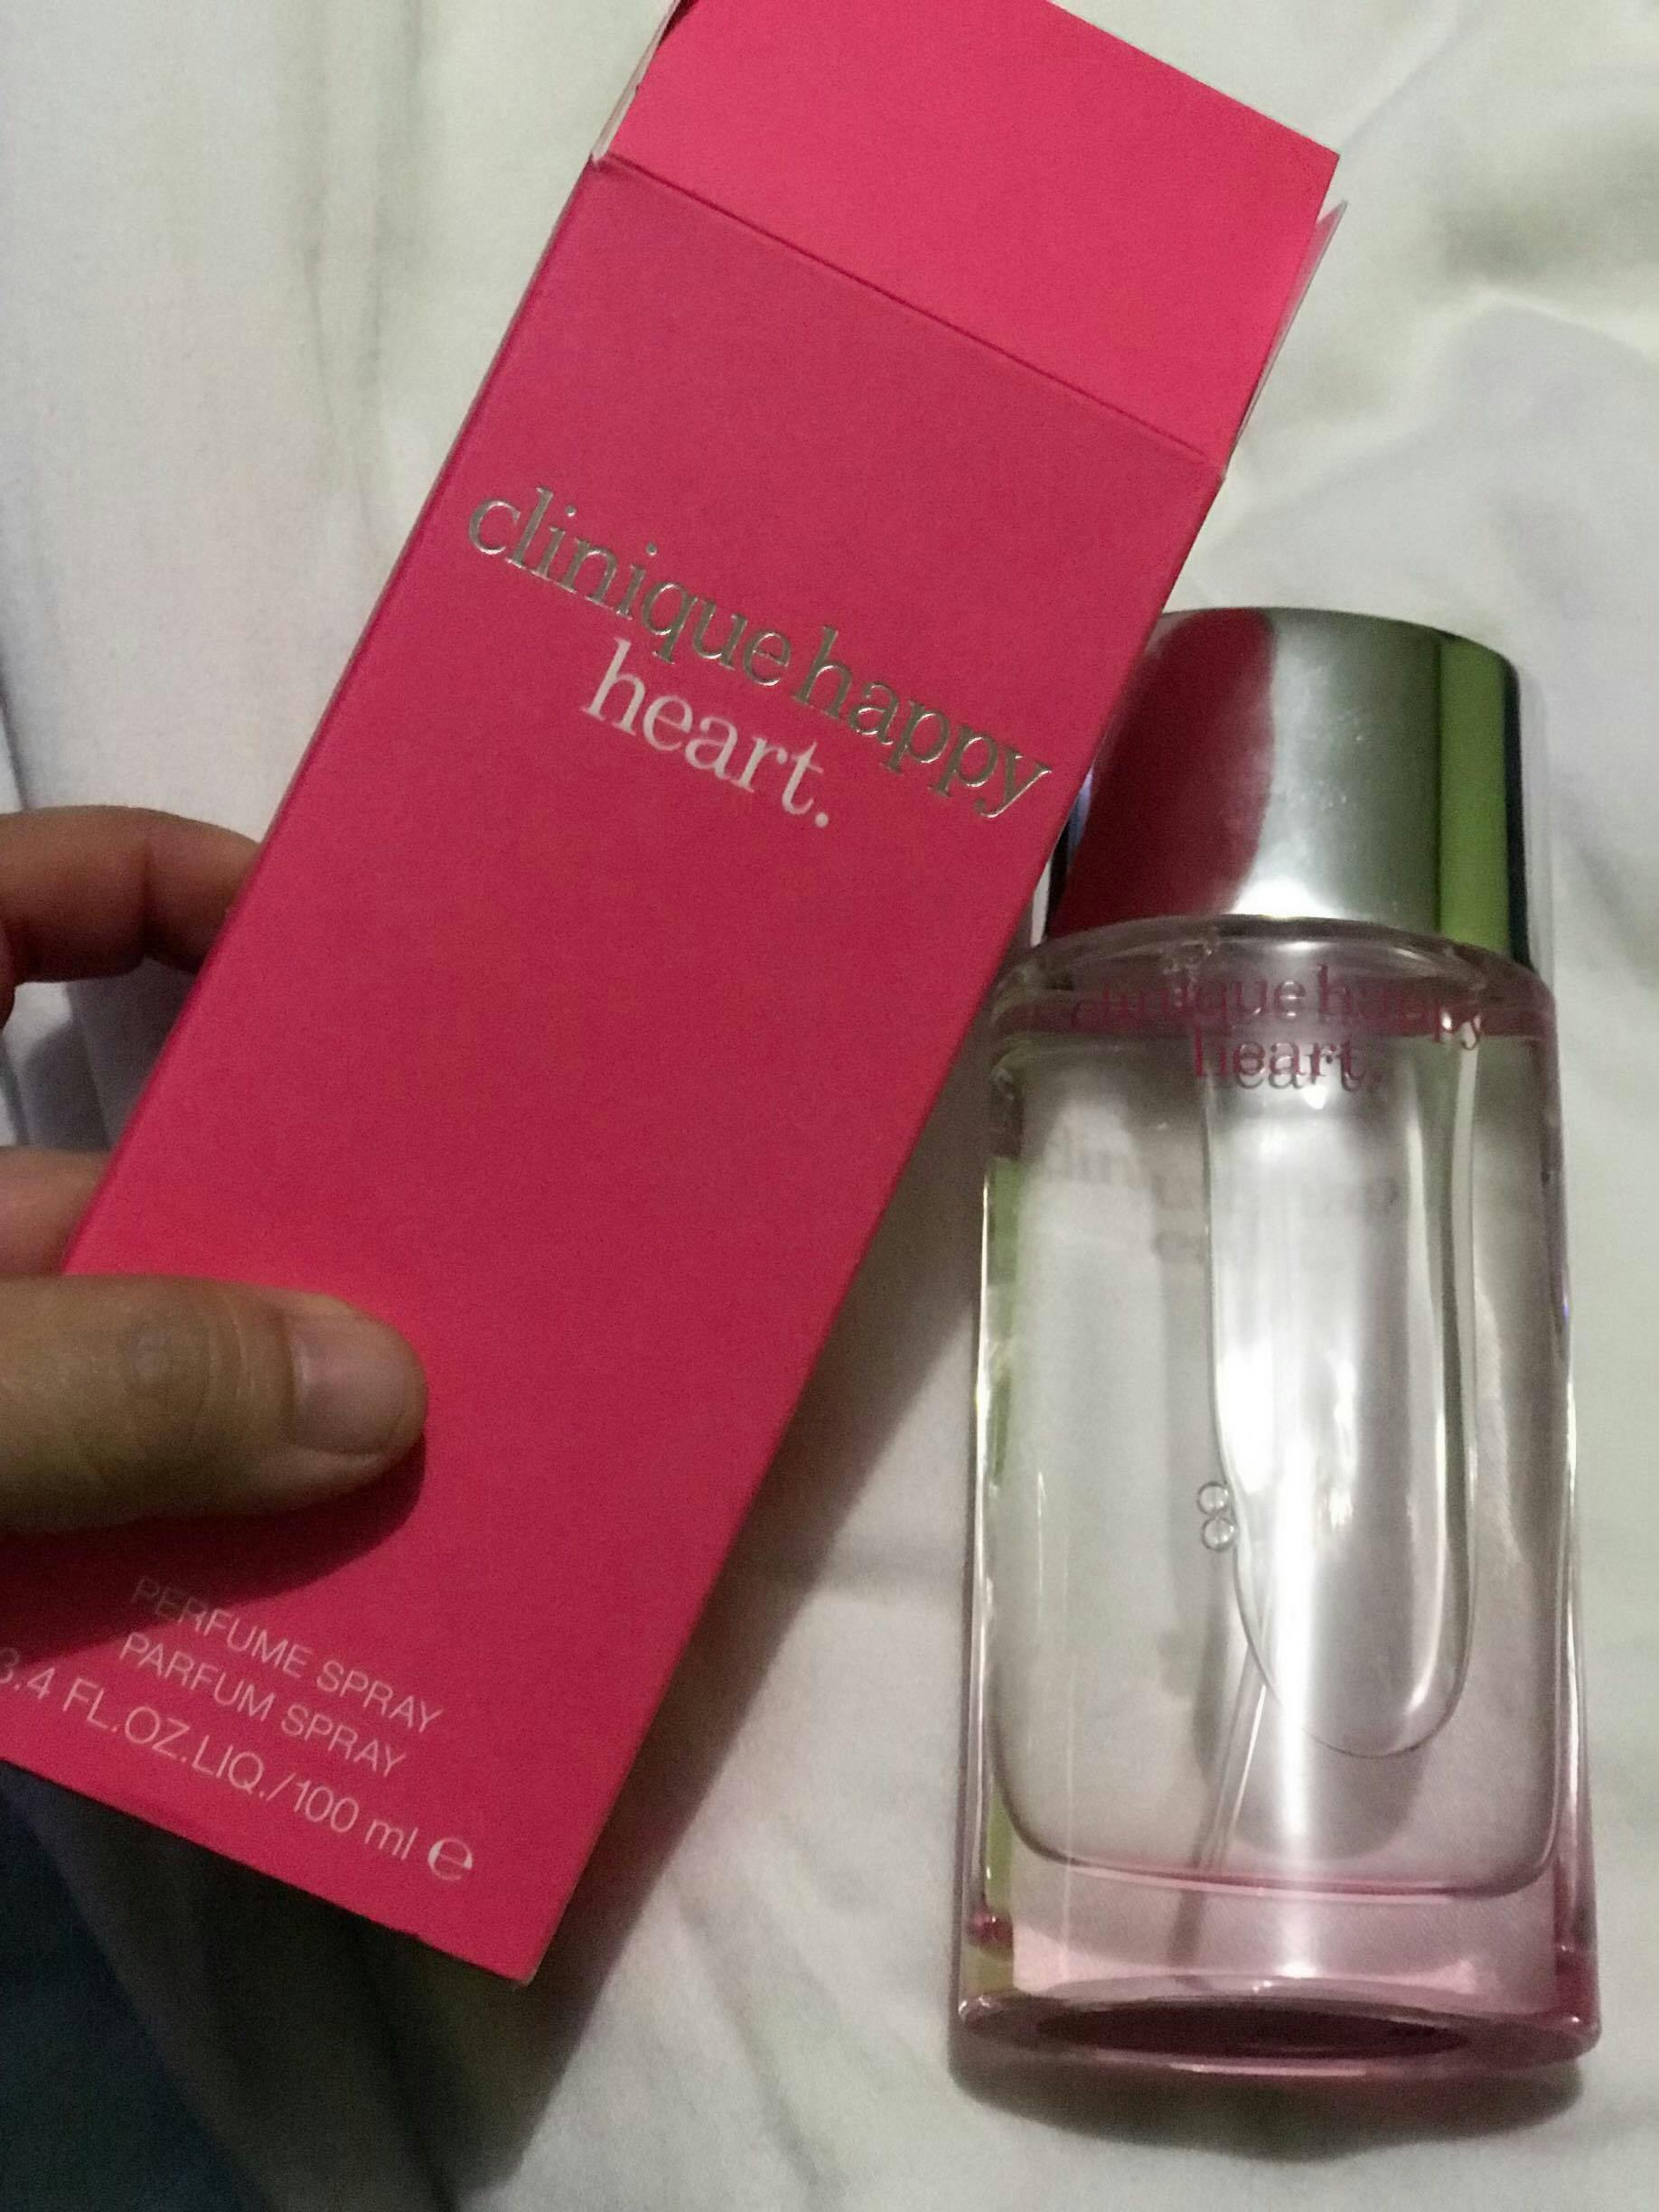 clinique happy
heart.
PERFUME SPRAY
PARFUM SPRAY
3.4 FL.OZ.LIQ./100 ml ℮
clinique happy
heart.